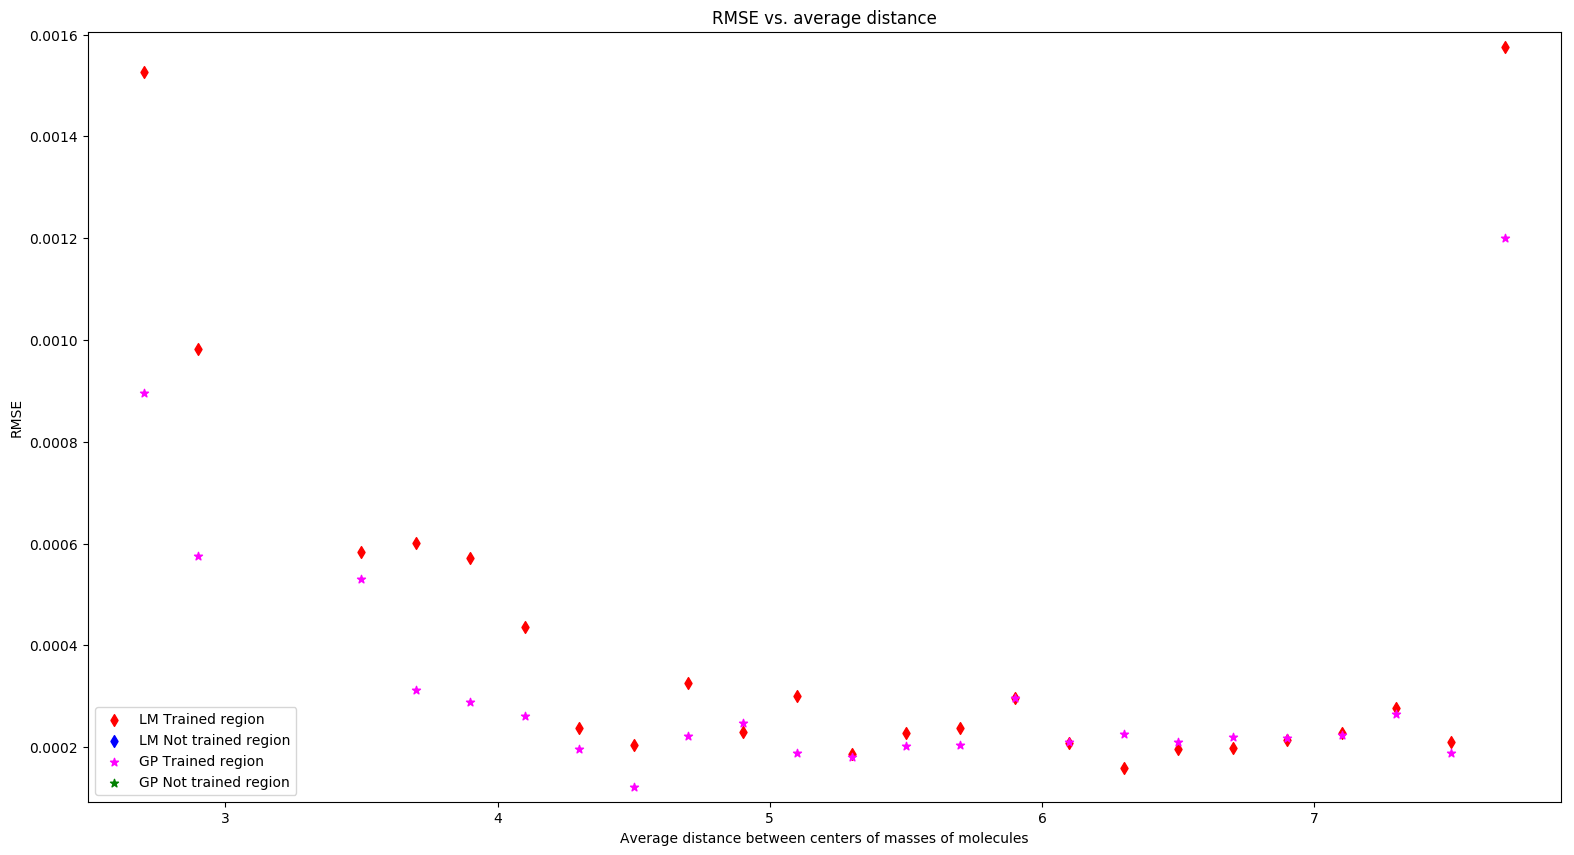 RMSE vs. average distance
0.0016
0.0014
0.0012
0.0010
0.0008
0.0006
0.0004
0.0002
RMSE
LM Trained region
LM Not trained region
GP Trained region
GP Not trained region
3 4 5 6 7
Average distance between centers of masses of molecules